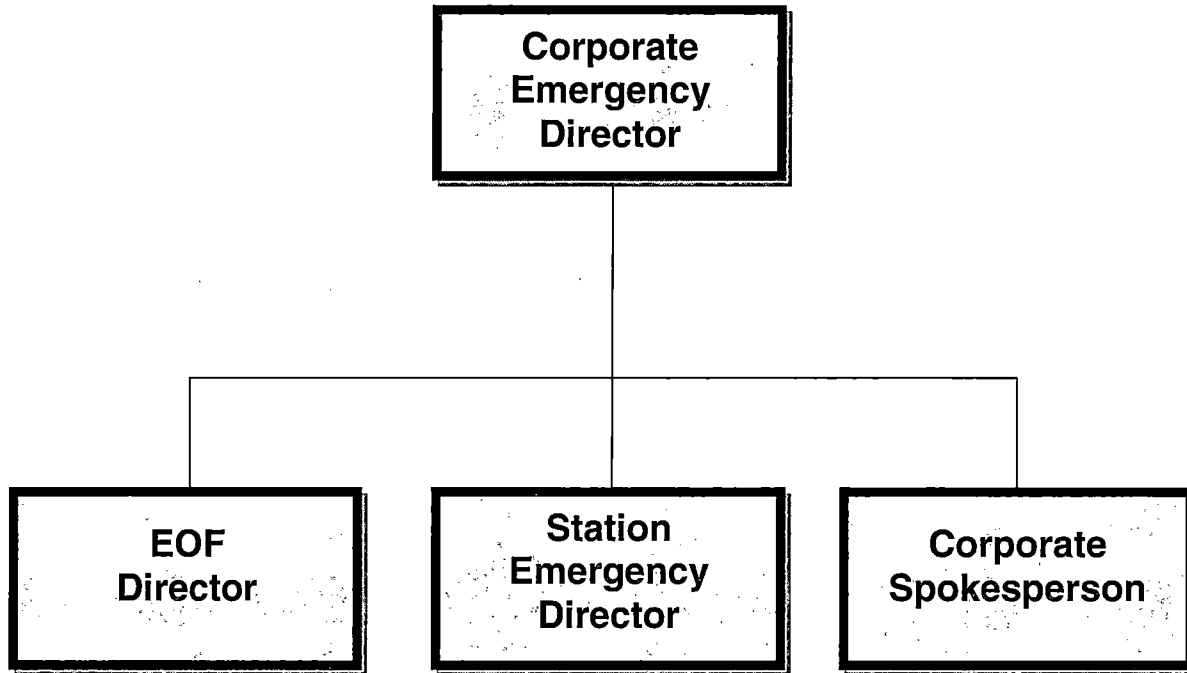 Corporate
Emergency
Director
EOF
Director
Station
Emergency
Director
Corporate
Spokesperson